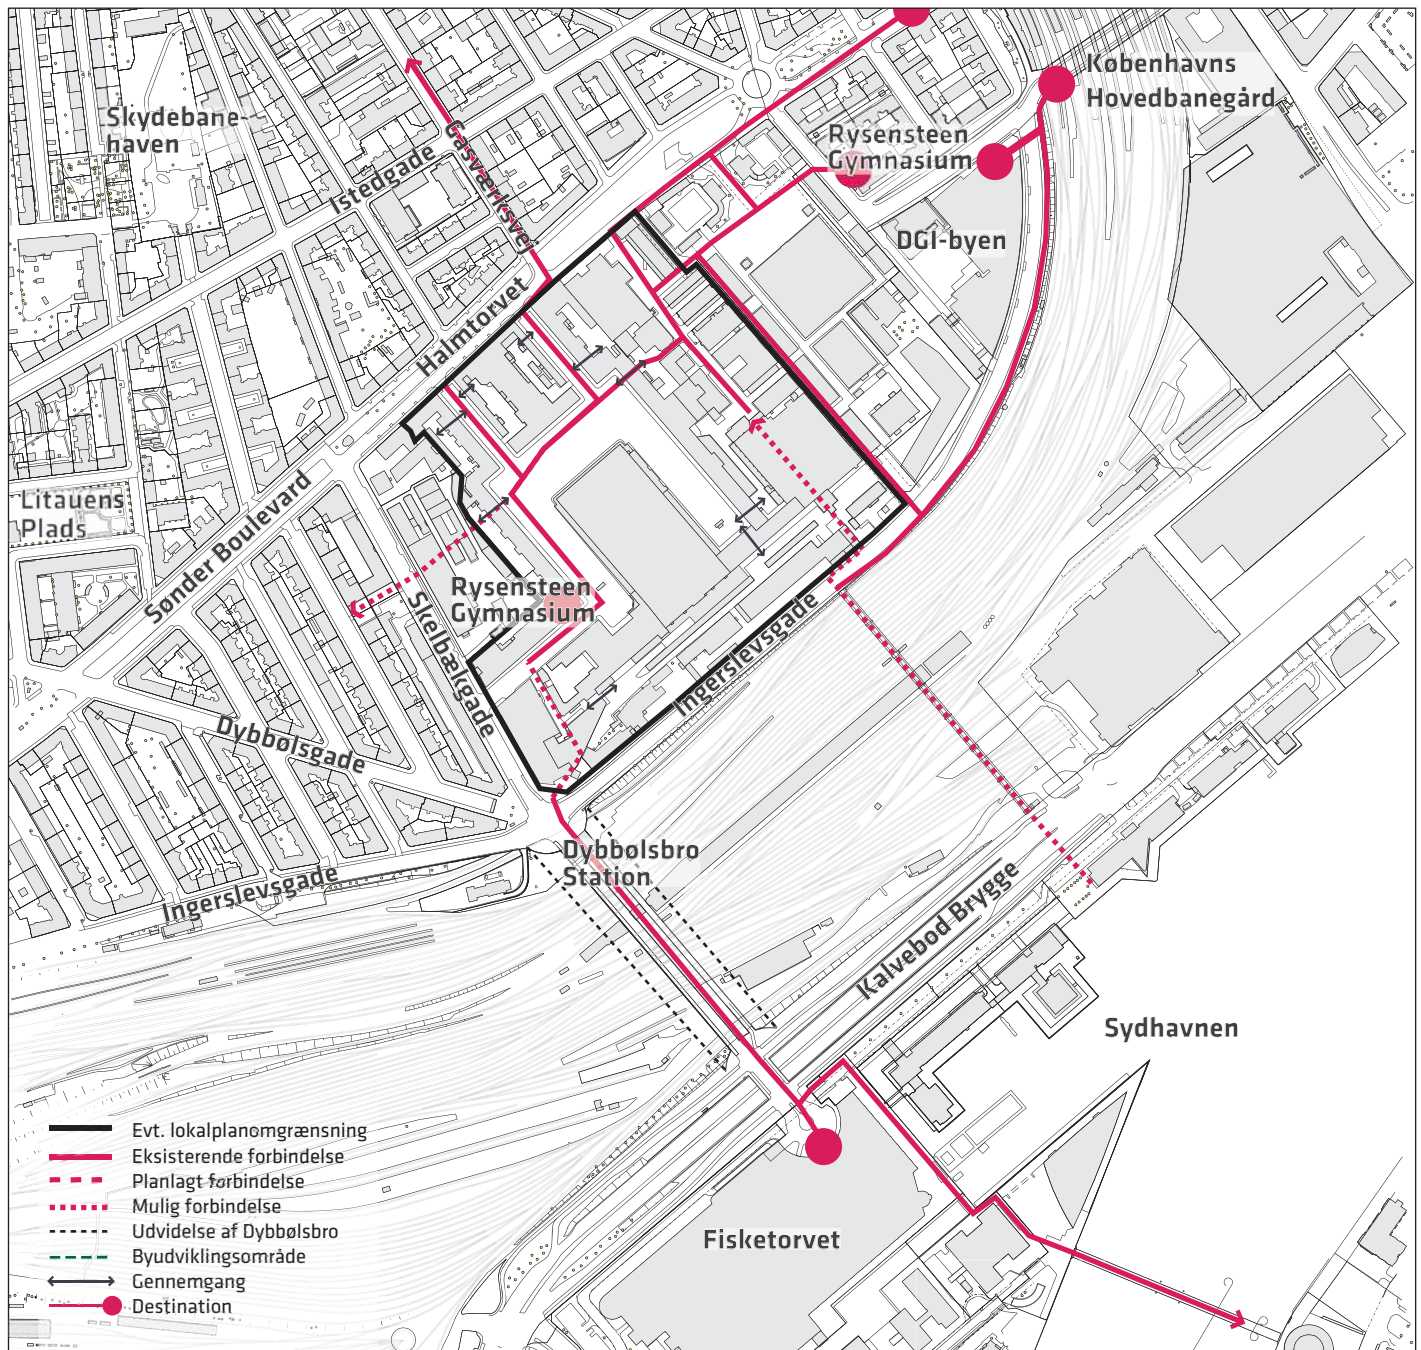 Københavns
Hovedbanegård
Skydebane-
haven
Gasværksvej
Rysensteen
Gymnasium
Istedgade
DGI-byen
Halmtorvet
Litauens
Plads
Sønder Boulevard
Rysensteen
Gymnasium
Skelbækgade
Ingerslevsgade
Dybbølsgade
Dybbølsbro
Station
Ingerslevsgade
Kalvebod Brygge
Sydhavnen
Fisketorvet
Evt. lokalplanomgrænsning
Eksisterende forbindelse
Planlagt forbindelse
Mulig forbindelse
Udvidelse af Dybbølsbro
Byudviklingsområde
Gennemgang
Destination